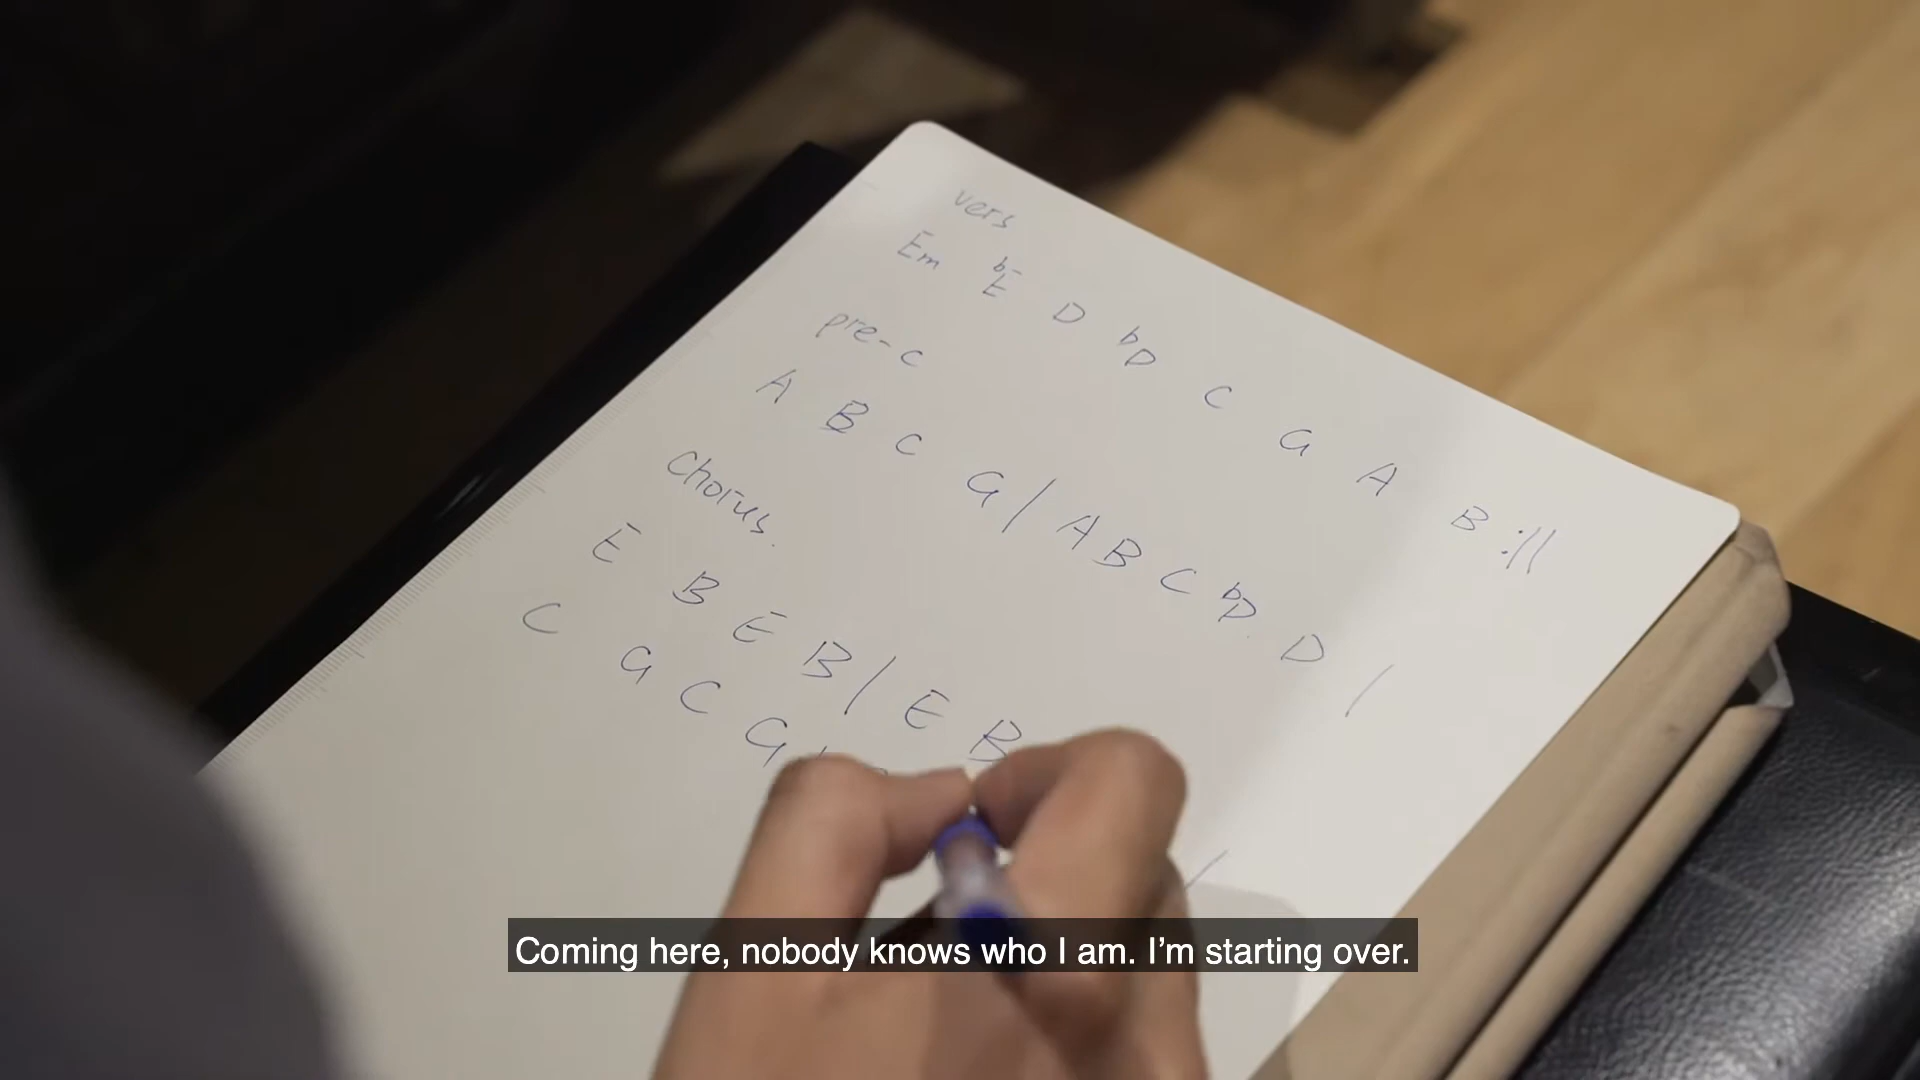 vers
Em bE D bD C G A B :||
pre-c
A B C G / A B C bD D /
Chorus.
E B E B / E B
C G C G
Coming here, nobody knows who I am. I’m starting over.